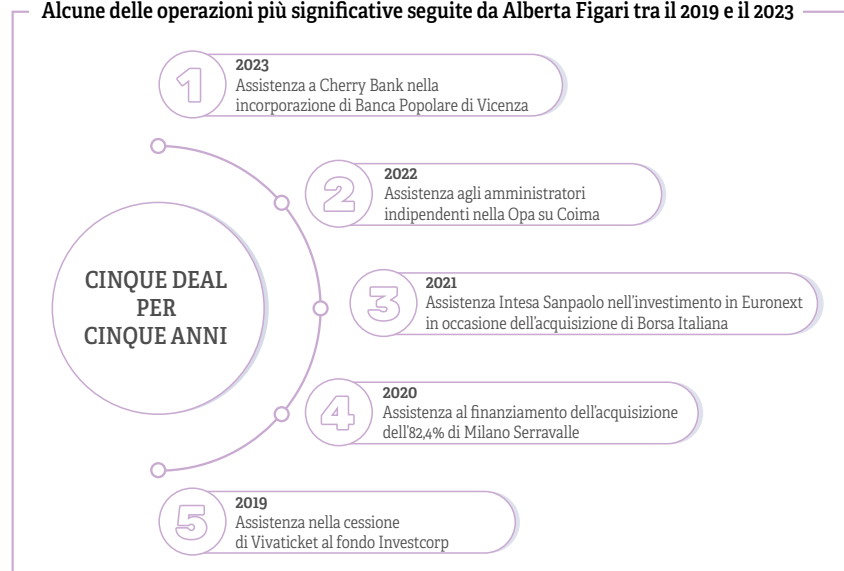 Alcune delle operazioni più significative seguite da Alberta Figari tra il 2019 e il 2023
1
2023
Assistenza a Cherry Bank nella
incorporazione di Banca Popolare di Vicenza
2
2022
Assistenza agli amministratori
indipendenti nella Opa su Coima
CINQUE DEAL
PER
CINQUE ANNI
3
2021
Assistenza Intesa Sanpaolo nell'investimento in Euronext
in occasione dell'acquisizione di Borsa Italiana
4
2020
Assistenza al finanziamento dell'acquisizione
dell'82,4% di Milano Serravalle
5
2019
Assistenza nella cessione
di Vivaticket al fondo Investcorp